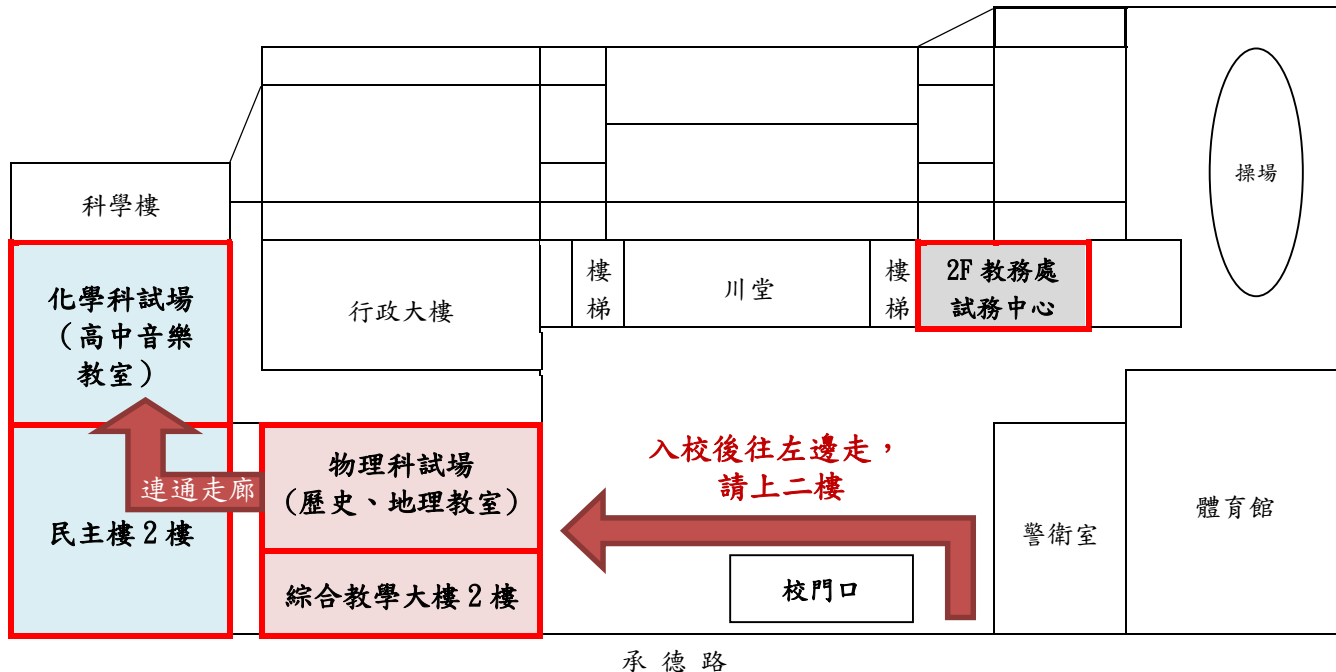 科學樓
化學科試場
（高中音樂
教室）
民主樓 2 樓
連通走廊
行政大樓
樓
梯
川堂
樓
梯
2F 教務處
試務中心
操場
物理科試場
（歷史、地理教室）
綜合教學大樓 2 樓
入校後往左邊走，
請上二樓
校門口
警衛室
體育館
承 德 路